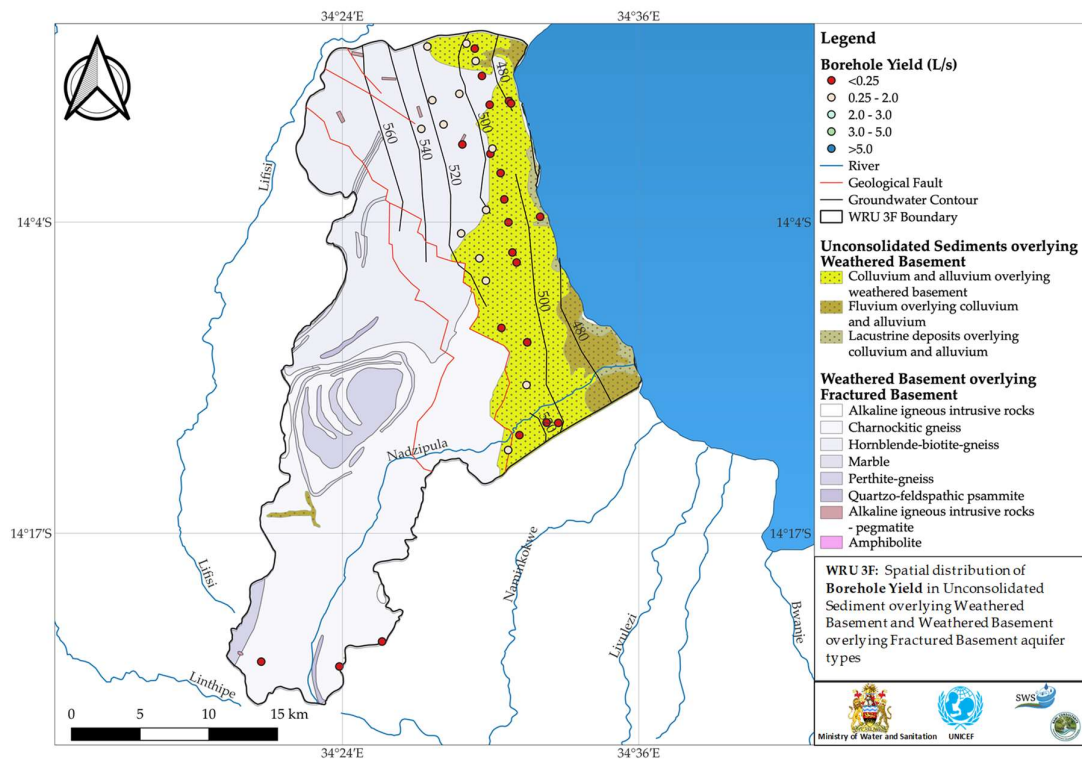 34°24'E
34°36'E
560
540
520
500
480
Lifisi
14°4'S
14°4'S
500
480
Nadzipula
14°17'S
14°17'S
Lifisi
Naminkokwe
Livulezi
Bwanje
Linthipe
0 5 10 15 km
34°24'E
34°36'E
Legend
Borehole Yield (L/s)
<0.25
0.25 - 2.0
2.0 - 3.0
3.0 - 5.0
>5.0
River
Geological Fault
Groundwater Contour
WRU 3F Boundary
Unconsolidated Sediments overlying
Weathered Basement
Colluvium and alluvium overlying
weathered basement
Fluvium overlying colluvium
and alluvium
Lacustrine deposits overlying
colluvium and alluvium
Weathered Basement overlying
Fractured Basement
Alkaline igneous intrusive rocks
Charnockitic gneiss
Hornblende-biotite-gneiss
Marble
Perthite-gneiss
Quartzo-feldspathic psammite
Alkaline igneous intrusive rocks
- pegmatite
Amphibolite
WRU 3F: Spatial distribution of
Borehole Yield in Unconsolidated
Sediment overlying Weathered
Basement and Weathered Basement
overlying Fractured Basement aquifer
types
SWS
Ministry of Water and Sanitation
UNICEF